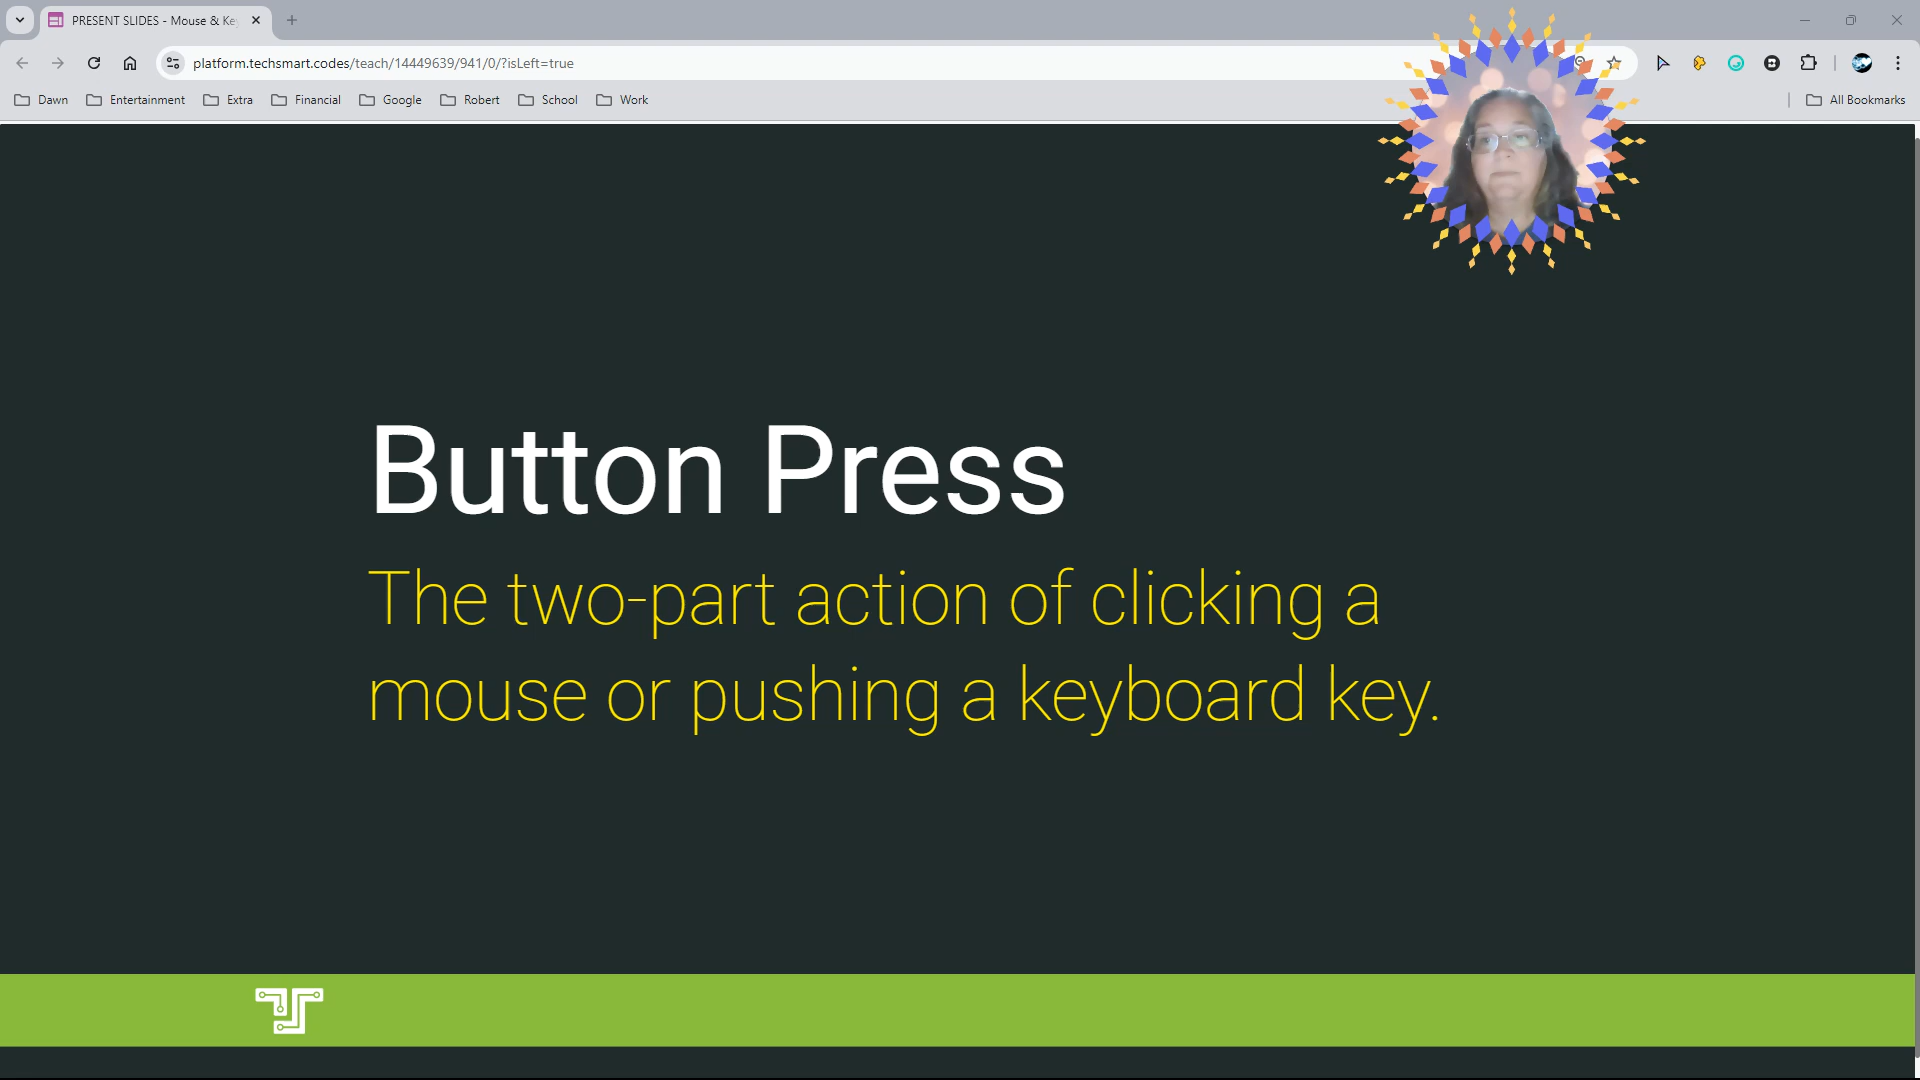 PRESENT SLIDES - Mouse & Ke
platform.techsmart.codes/teach/14449639/941/0/?isLeft=true
Dawn
Entertainment
Extra
Financial
Google
Robert
School
Work
All Bookmarks
Button Press
The two-part action of clicking a
mouse or pushing a keyboard key.